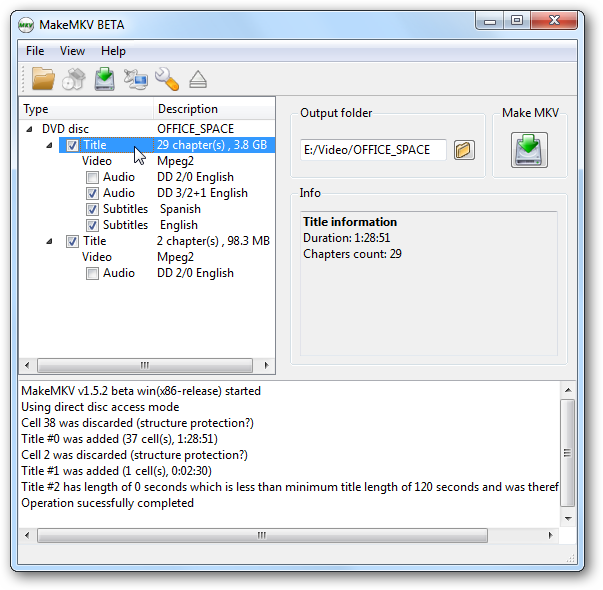 MKV
MakeMKV BETA
File View Help
Type Description
DVD disc OFFICE_SPACE
Title 29 chapter(s) , 3.8 GB
Video Mpeg2
Audio DD 2/0 English
Audio DD 3/2+1 English
Subtitles Spanish
Subtitles English
Title 2 chapter(s) , 98.3 MB
Video Mpeg2
Audio DD 2/0 English
Output folder
E:/Video/OFFICE_SPACE
Make MKV
Info
Title information
Duration: 1:28:51
Chapters count: 29
MakeMKV v1.5.2 beta win(x86-release) started
Using direct disc access mode
Cell 38 was discarded (structure protection?)
Title #0 was added (37 cell(s), 1:28:51)
Cell 2 was discarded (structure protection?)
Title #1 was added (1 cell(s), 0:02:30)
Title #2 has length of 0 seconds which is less than minimum title length of 120 seconds and was theref
Operation sucessfully completed